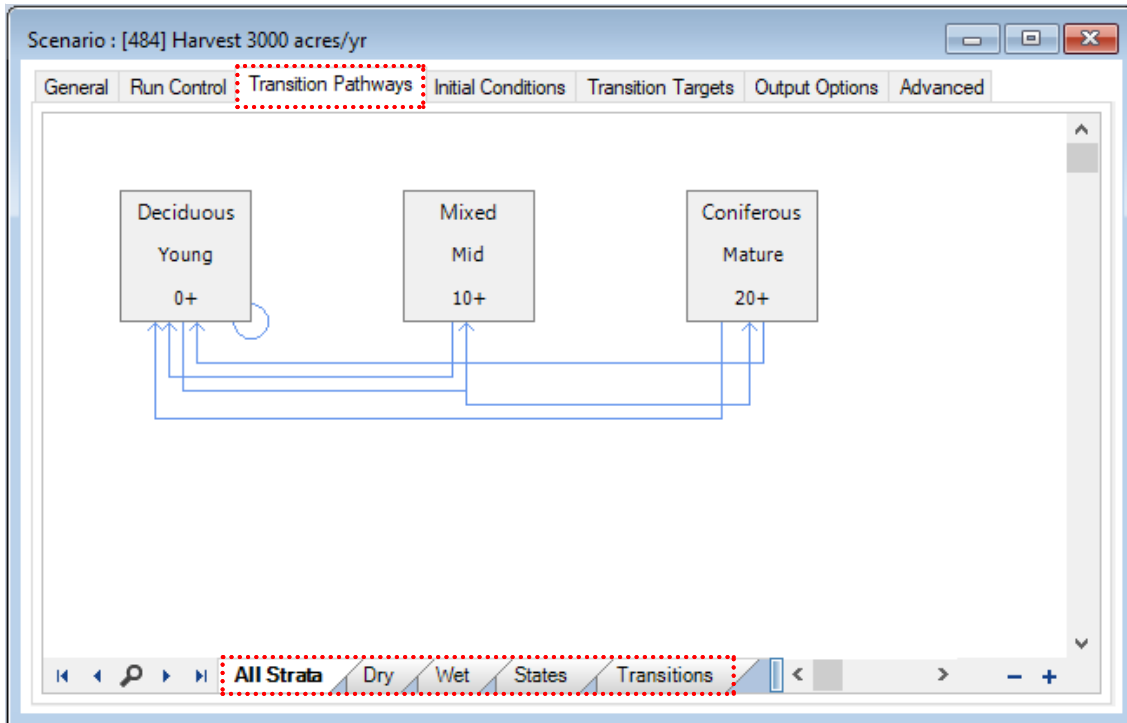 Scenario : [484] Harvest 3000 acres/yr
General Run Control Transition Pathways Initial Conditions Transition Targets Output Options Advanced
Deciduous Mixed Coniferous
Young Mid Mature
0+ 10+ 20+
All Strata Dry Wet States Transitions